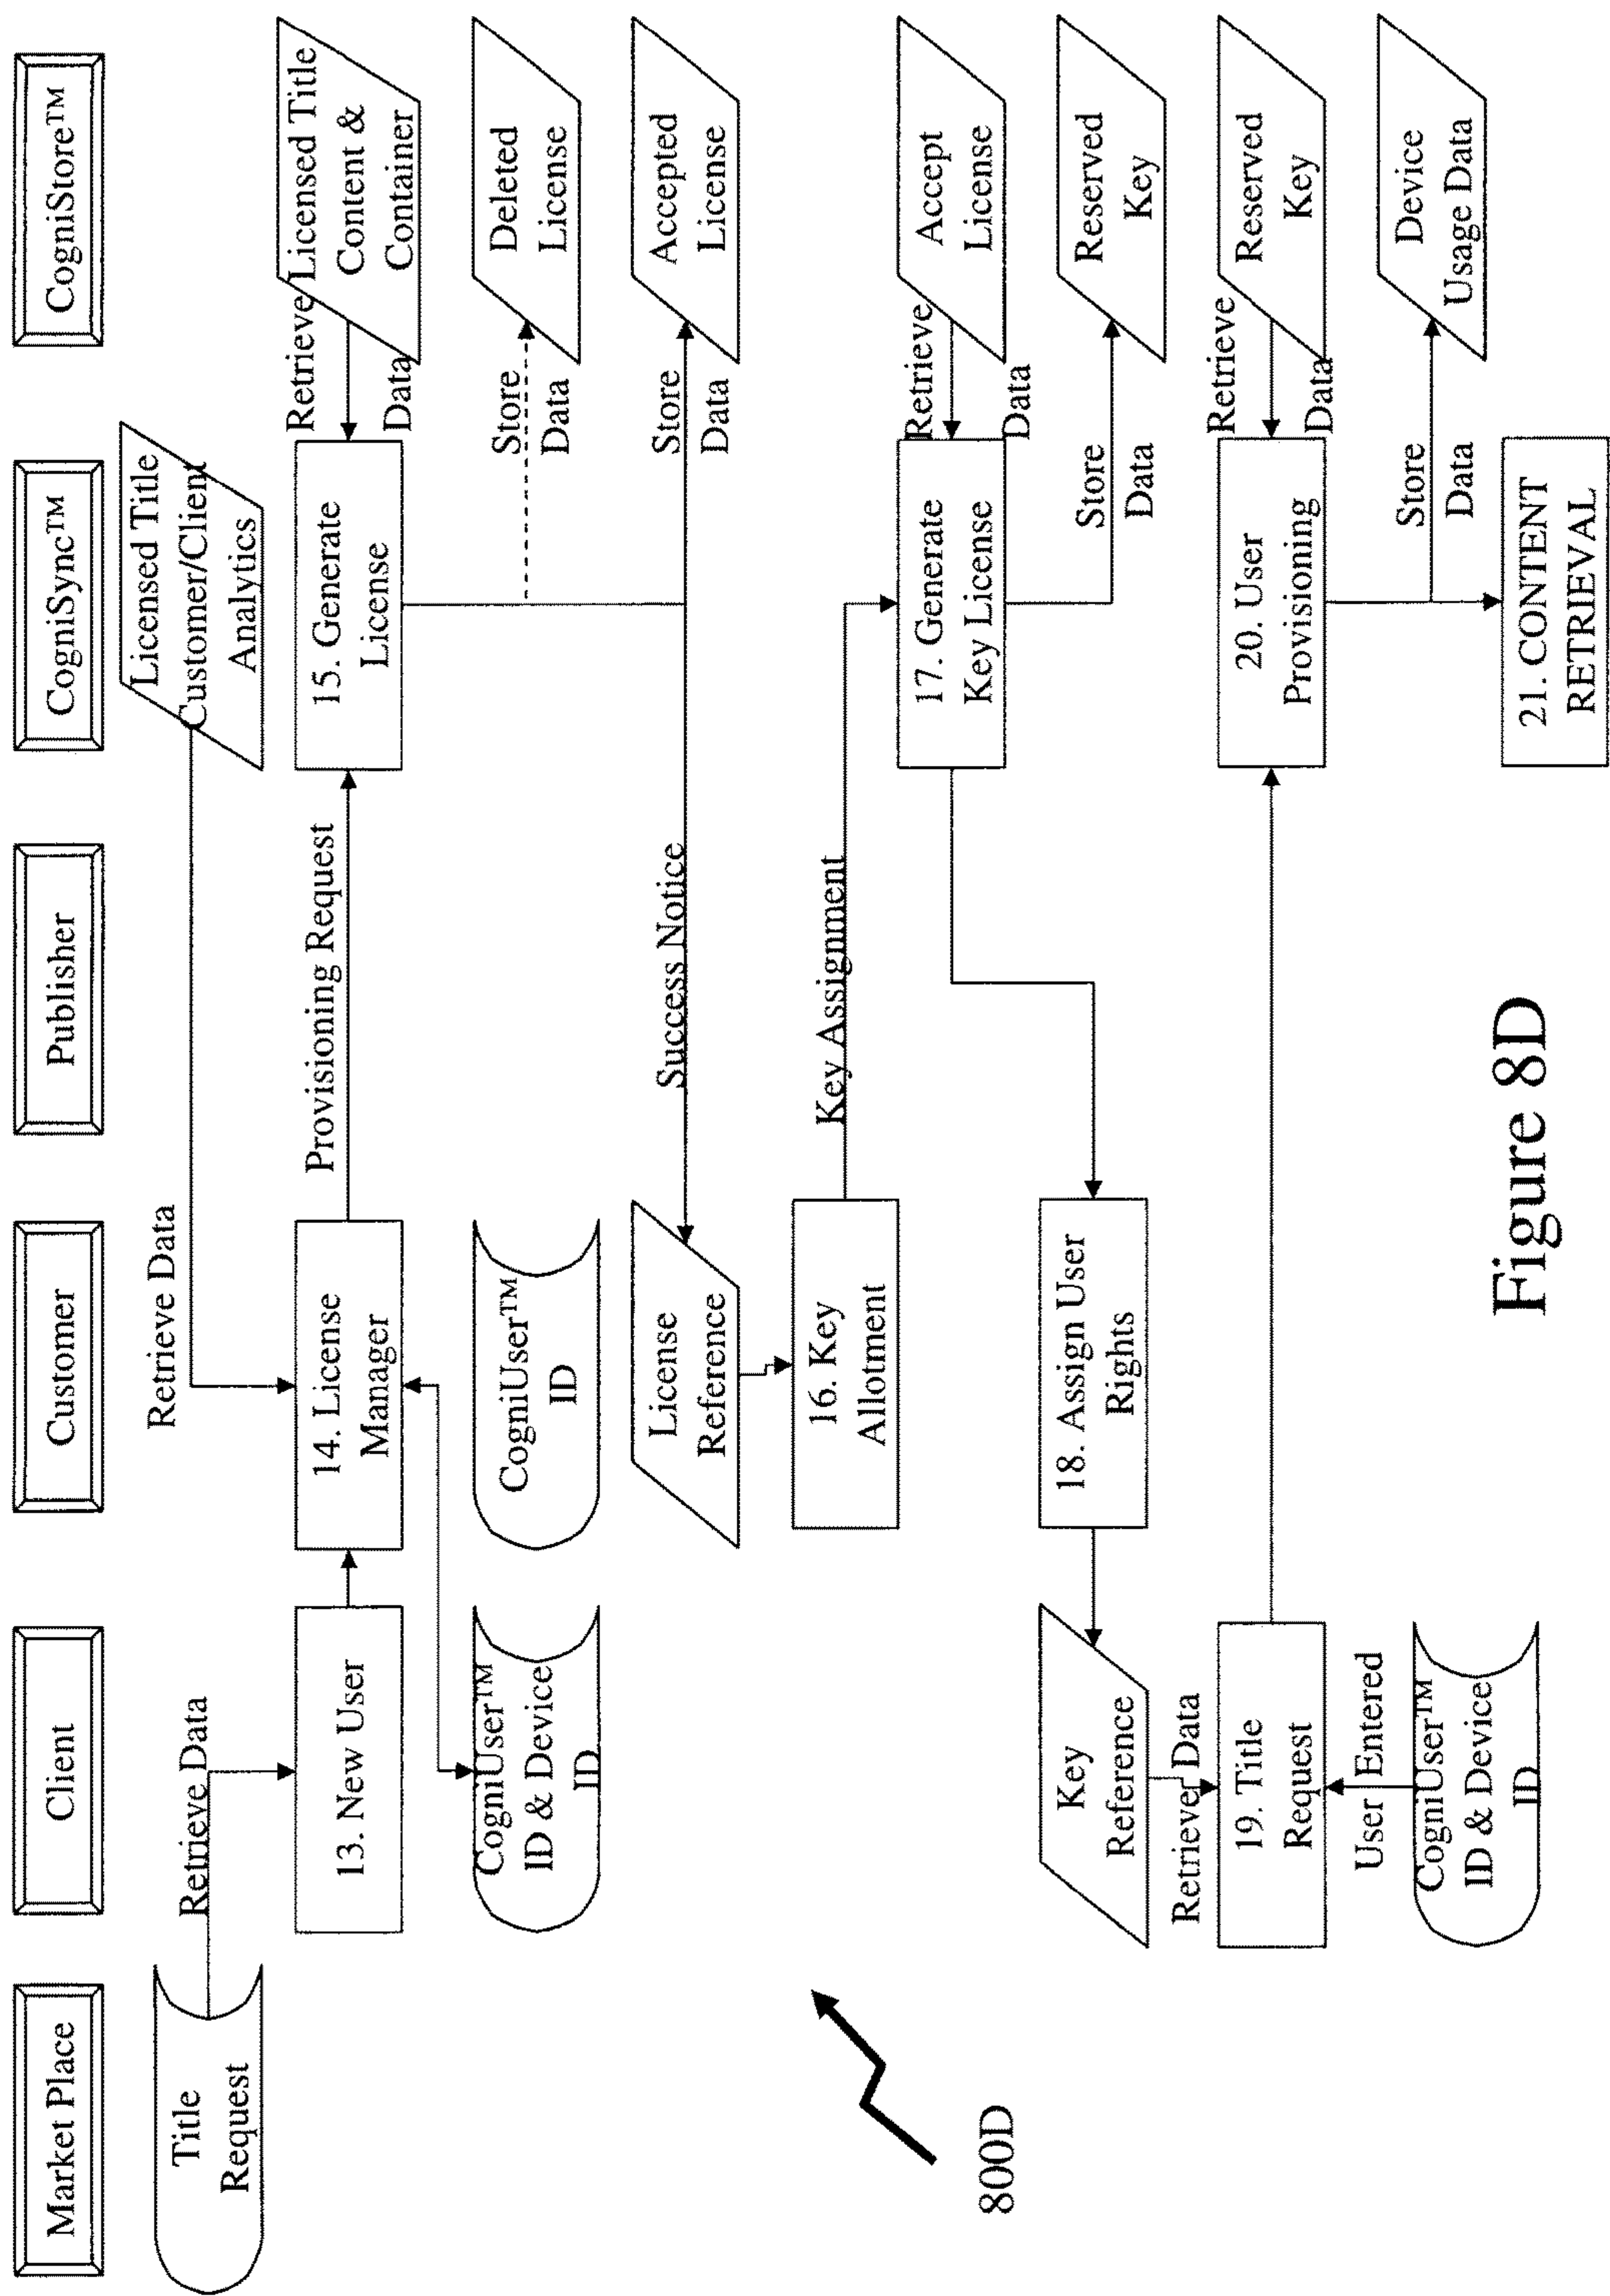 Market Place
Client
Customer
Publisher
CogniSync™
CogniStore™
Title
Request
Retrieve Data
Retrieve Data
Licensed Title
Customer/Client
Analytics
13. New User
14. License
Manager
Provisioning Request
15. Generate
License
Retrieve
Data
Licensed Title
Content &
Container
CogniUser™
ID & Device
ID
CogniUser™
ID
Store
Data
Deleted
License
License
Reference
Success Notice
Store
Data
Accepted
License
16. Key
Allotment
Key Assignment
17. Generate
Key License
Retrieve
Data
Accept
License
Key
Reference
18. Assign User
Rights
Store
Data
Reserved
Key
Retrieve Data
19. Title
Request
20. User
Provisioning
Retrieve
Data
Reserved
Key
User Entered
CogniUser™
ID & Device
ID
Store
Data
Device
Usage Data
21. CONTENT
RETRIEVAL
800D
Figure 8D